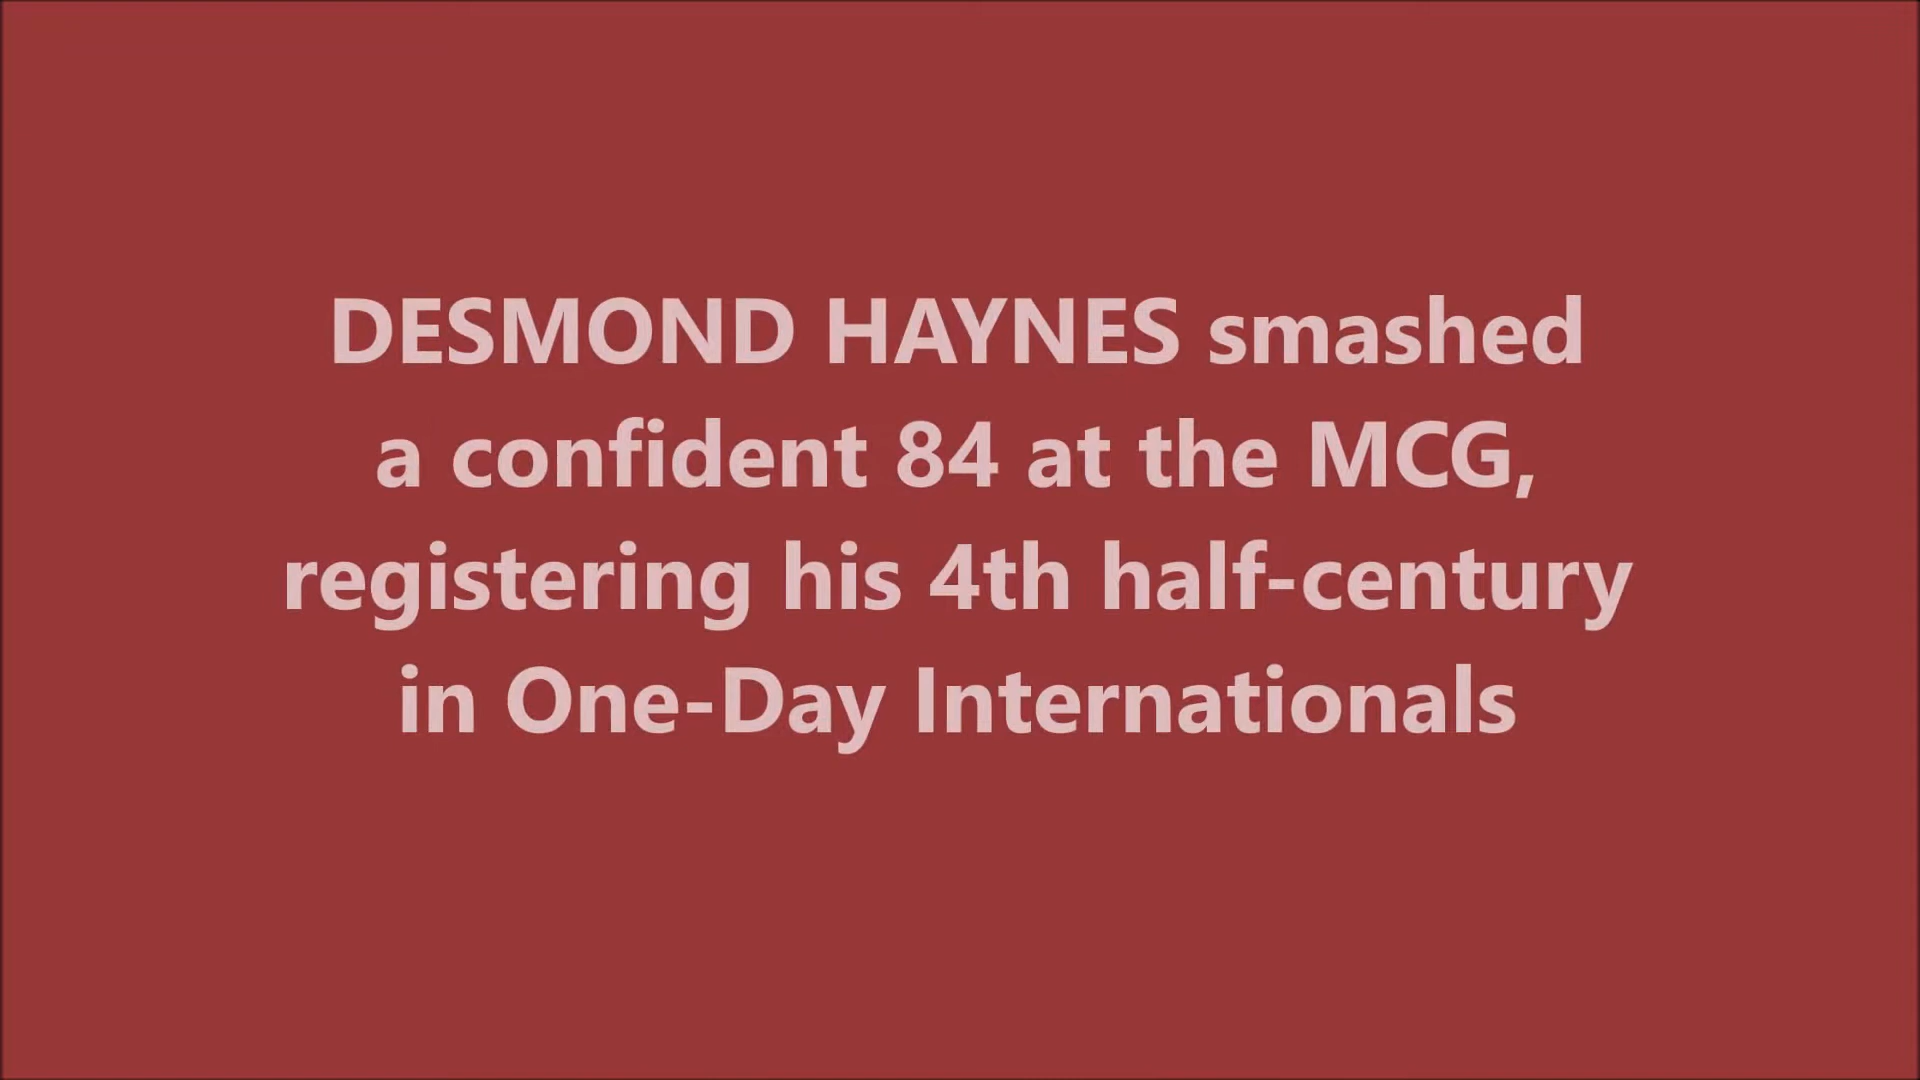 DESMOND HAYNES smashed
a confident 84 at the MCG,
registering his 4th half-century
in One-Day Internationals